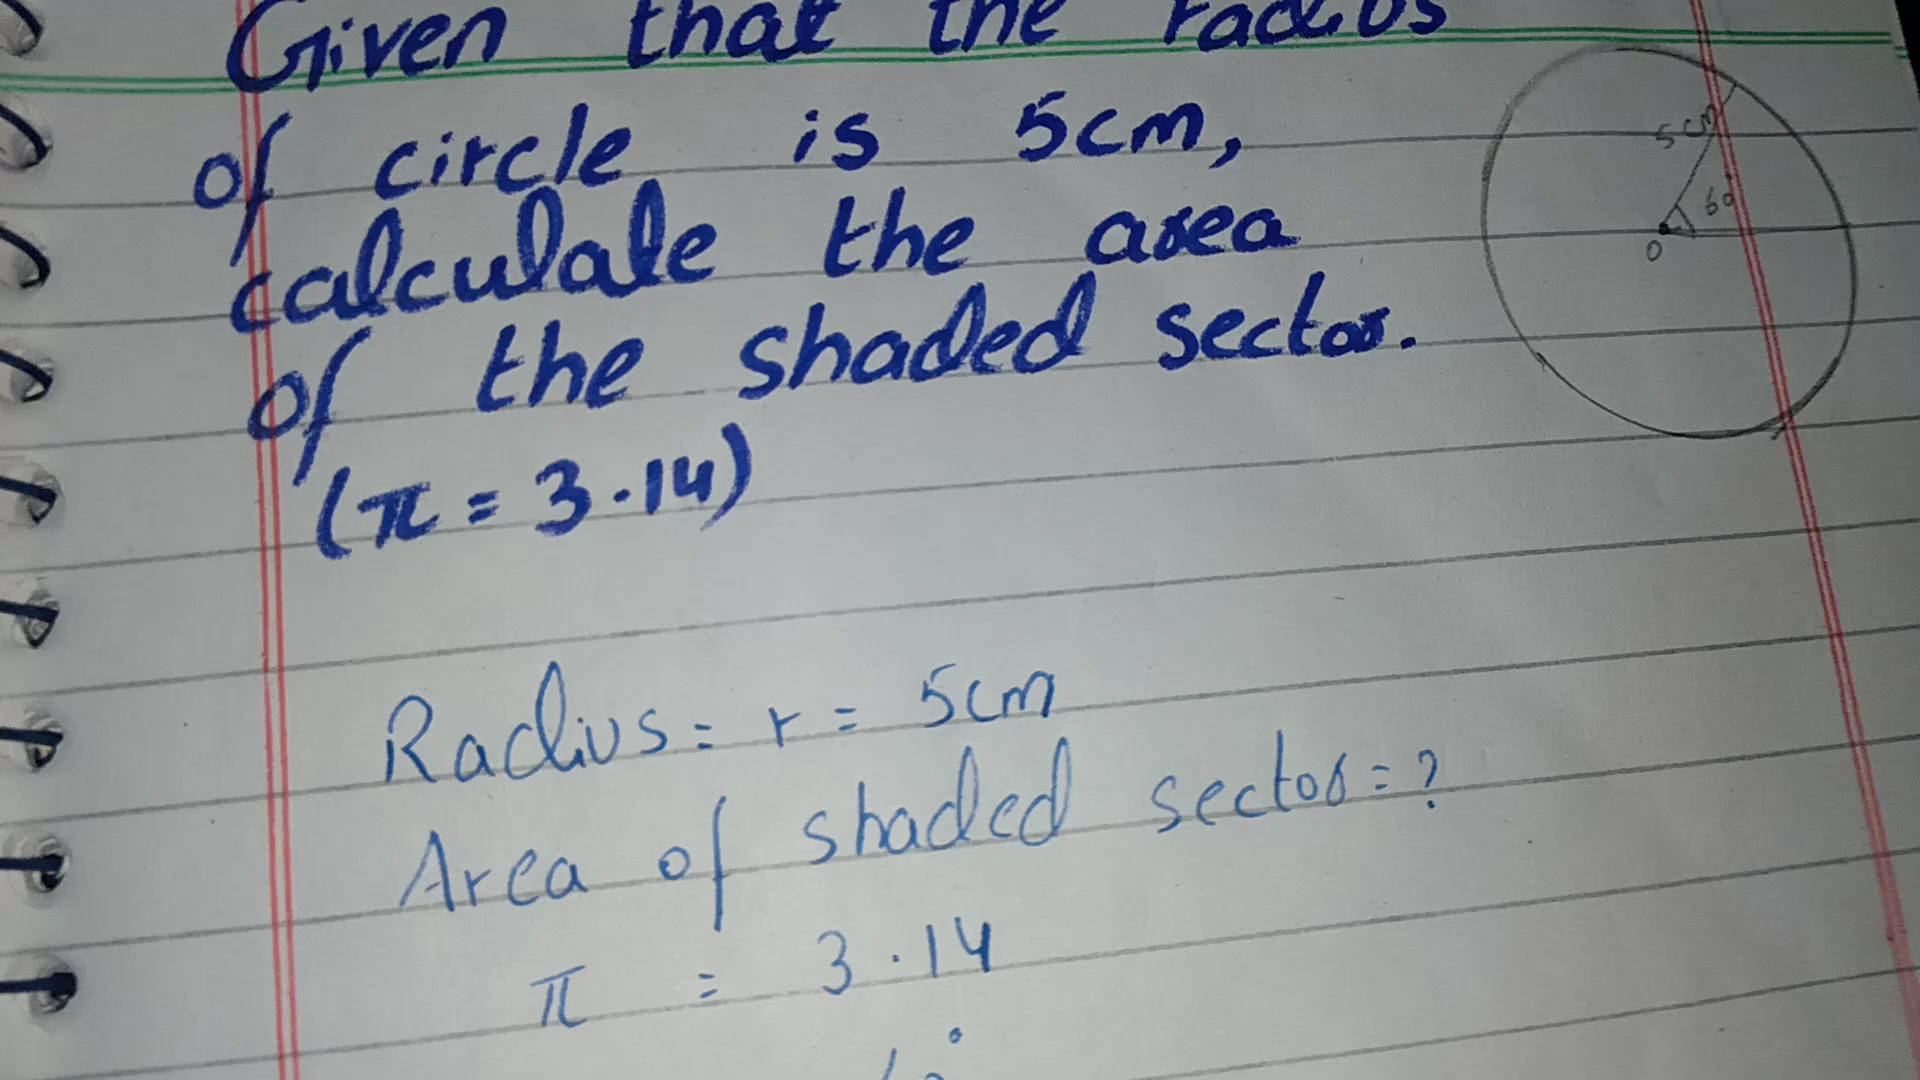 Given that the radius
of circle is 5cm,
calculate the area
of the shaded sector.
(π = 3.14)
5cm
60°
O
Radius = r = 5cm
Area of shaded sector = ?
π = 3.14